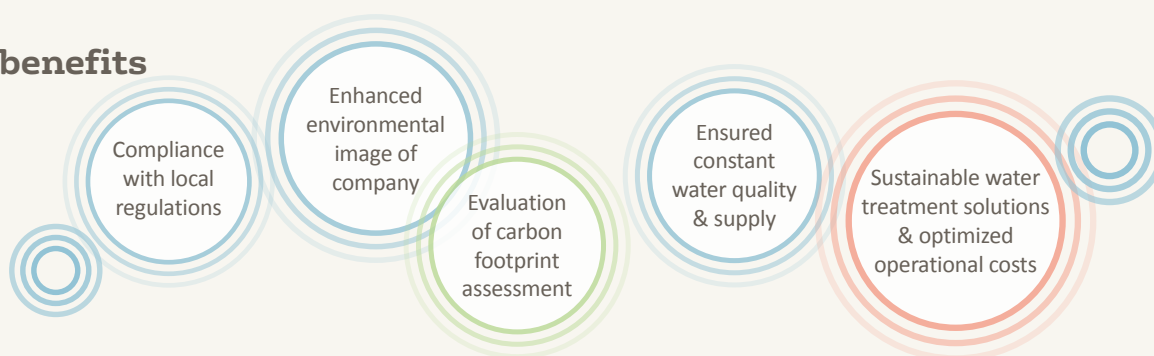 benefits
Compliance
with local
regulations
Enhanced
environmental
image of
company
Evaluation
of carbon
footprint
assessment
Ensured
constant
water quality
& supply
Sustainable water
treatment solutions
& optimized
operational costs